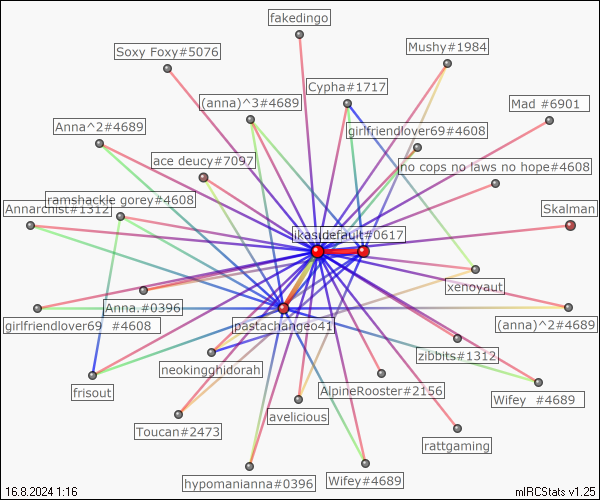 fakedingo
Mushy#1984
Soxy Foxy#5076
Cypha#1717
(anna)^3#4689
Mad #6901
Anna^2#4689
girlfriendlover69#4608
ace deucy#7097
no cops no laws no hope#4608
ramshackle gorey#4608
Annarchist#1312
Skalman
default#0617
xenoyaut
Anna.#0396
girlfriendlover69 #4608
pastachangeo41
(anna)^2#4689
zibbits#1312
neokingghidorah
frisout
AlpineRooster#2156
Wifey #4689
avelicious
Toucan#2473
rattgaming
hypomanianna#0396
Wifey#4689
16.8.2024 1:16
mIRCStats v1.25